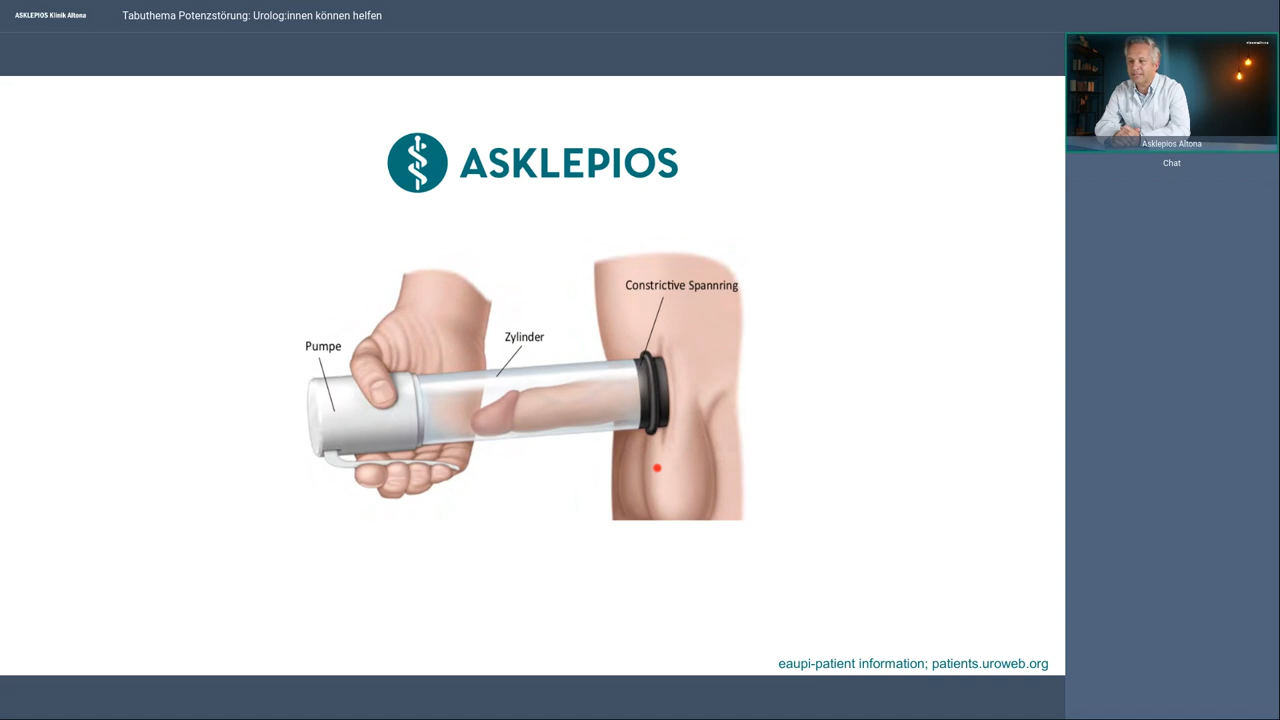 ASKLEPIOS Klinik Altona
Tabuthema Potenzstörung: Urolog:innen können helfen
Asklepios Altona
Chat
ASKLEPIOS
Constrictive Spannring
Zylinder
Pumpe
eaupi-patient information; patients.uroweb.org